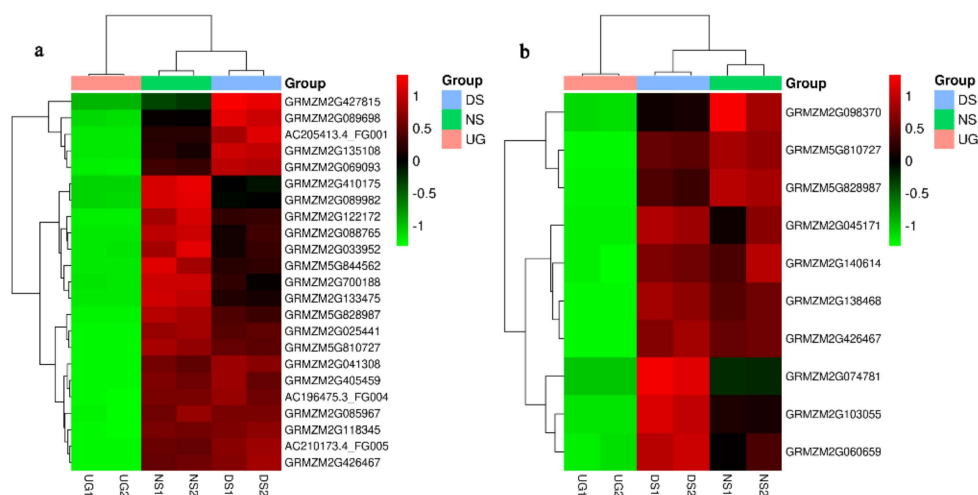 a
Group
GRMZM2G427815
GRMZM2G089698
AC205413.4_FG001
GRMZM2G135108
GRMZM2G069093
GRMZM2G410175
GRMZM2G089982
GRMZM2G122172
GRMZM2G088765
GRMZM2G033952
GRMZM5G844562
GRMZM2G700188
GRMZM2G133475
GRMZM5G828987
GRMZM2G025441
GRMZM5G810727
GRMZM2G041308
GRMZM2G405459
AC196475.3_FG004
GRMZM2G085967
GRMZM2G118345
AC210173.4_FG005
GRMZM2G426467
UG1
UG2
NS1
NS2
DS1
DS2
1
0.5
0
-0.5
-1
Group
DS
NS
UG
b
Group
GRMZM2G098370
GRMZM5G810727
GRMZM5G828987
GRMZM2G045171
GRMZM2G140614
GRMZM2G138468
GRMZM2G426467
GRMZM2G074781
GRMZM2G103055
GRMZM2G060659
UG1
UG2
DS1
DS2
NS1
NS2
1
0.5
0
-0.5
-1
Group
DS
NS
UG